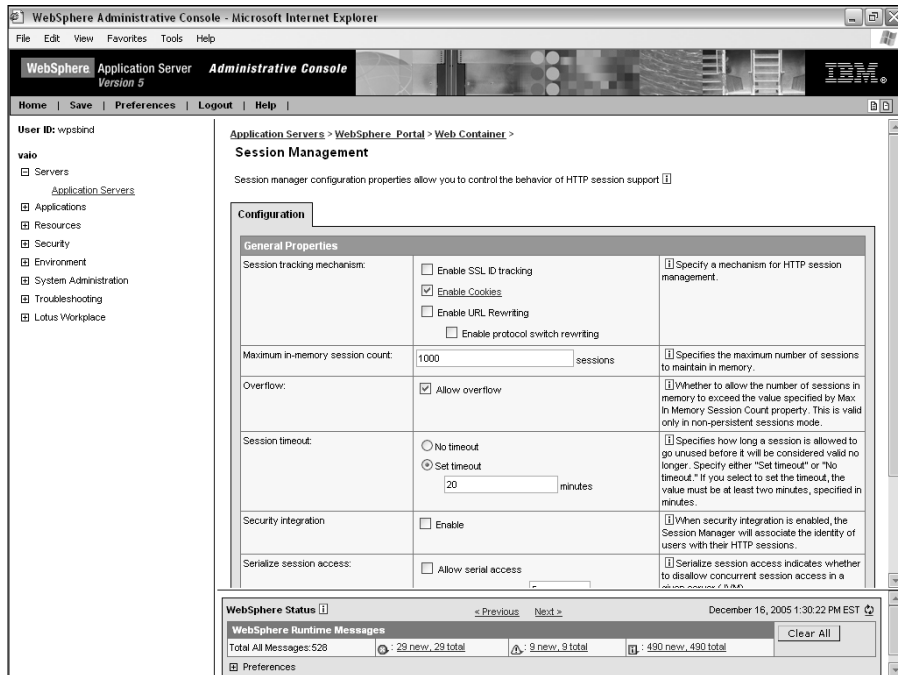 WebSphere Administrative Console - Microsoft Internet Explorer
File Edit View Favorites Tools Help
WebSphere Application Server Administrative Console
Version 5
IBM.
Home | Save | Preferences | Logout | Help |
User ID: wpsbind
vaio
Servers
Application Servers
Applications
Resources
Security
Environment
System Administration
Troubleshooting
Lotus Workplace
Application Servers > WebSphere Portal > Web Container >
Session Management
Session manager configuration properties allow you to control the behavior of HTTP session support
Configuration
General Properties
Session tracking mechanism:
Enable SSL ID tracking
Enable Cookies
Enable URL Rewriting
Enable protocol switch rewriting
Specify a mechanism for HTTP session
management.
Maximum in-memory session count:
1000 sessions
Specifies the maximum number of sessions
to maintain in memory.
Overflow:
Allow overflow
Whether to allow the number of sessions in
memory to exceed the value specified by Max
In Memory Session Count property. This is valid
only in non-persistent sessions mode.
Session timeout:
No timeout
Set timeout
20 minutes
Specifies how long a session is allowed to
go unused before it will be considered valid no
longer. Specify either "Set timeout" or "No
timeout." If you select to set the timeout, the
value must be at least two minutes, specified in
minutes.
Security integration
Enable
When security integration is enabled, the
Session Manager will associate the identity of
users with their HTTP sessions.
Serialize session access:
Allow serial access
Serialize session access indicates whether
to disallow concurrent session access in a
given server (JVM)
WebSphere Status < Previous Next > December 16, 2005 1:30:22 PM EST
WebSphere Runtime Messages
Clear All
Total All Messages:528 : 29 new, 29 total : 9 new, 9 total : 490 new, 490 total
Preferences